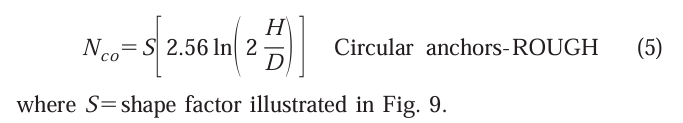 N_co = S[2.56 ln(2 H/D)] Circular anchors-ROUGH (5)
where S=shape factor illustrated in Fig. 9.